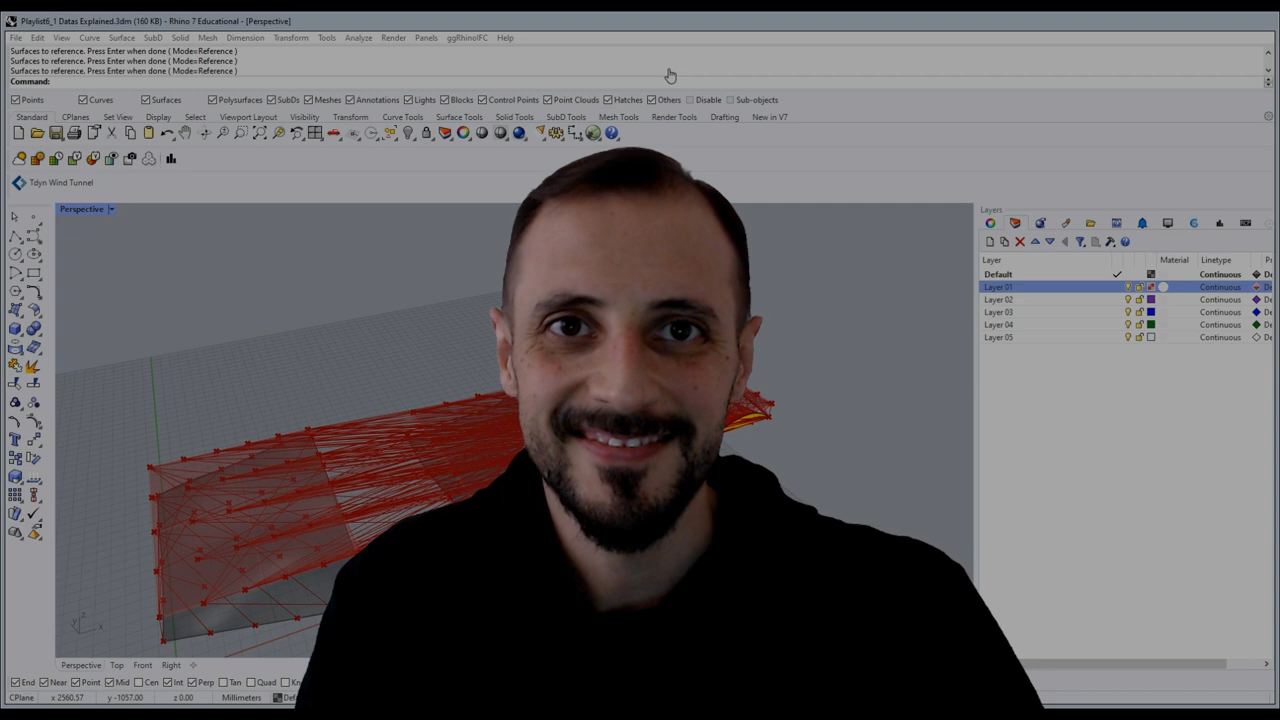 Playlist6_1 Datas Explained.3dm (160 KB) - Rhino 7 Educational - [Perspective]
File Edit View Curve Surface SubD Solid Mesh Dimension Transform Tools Analyze Render Panels ggRhinoIFC Help
Surfaces to reference. Press Enter when done ( Mode=Reference )
Surfaces to reference. Press Enter when done ( Mode=Reference )
Surfaces to reference. Press Enter when done ( Mode=Reference )
Command:
Points Curves Surfaces Polysurfaces SubDs Meshes Annotations Lights Blocks Control Points Point Clouds Hatches Others Disable Sub-objects
Standard CPlanes Set View Display Select Viewport Layout Visibility Transform Curve Tools Surface Tools Solid Tools SubD Tools Mesh Tools Render Tools Drafting New in V7
Tdyn Wind Tunnel
Perspective
Layers
Layer Material Linetype
Default Continuous
Layer 01 Continuous
Layer 02 Continuous
Layer 03 Continuous
Layer 04 Continuous
Layer 05 Continuous
z
y x
Perspective Top Front Right
End Near Point Mid Cen Int Perp Tan Quad
CPlane x 2560.57 y -1057.00 z 0.00 Millimeters